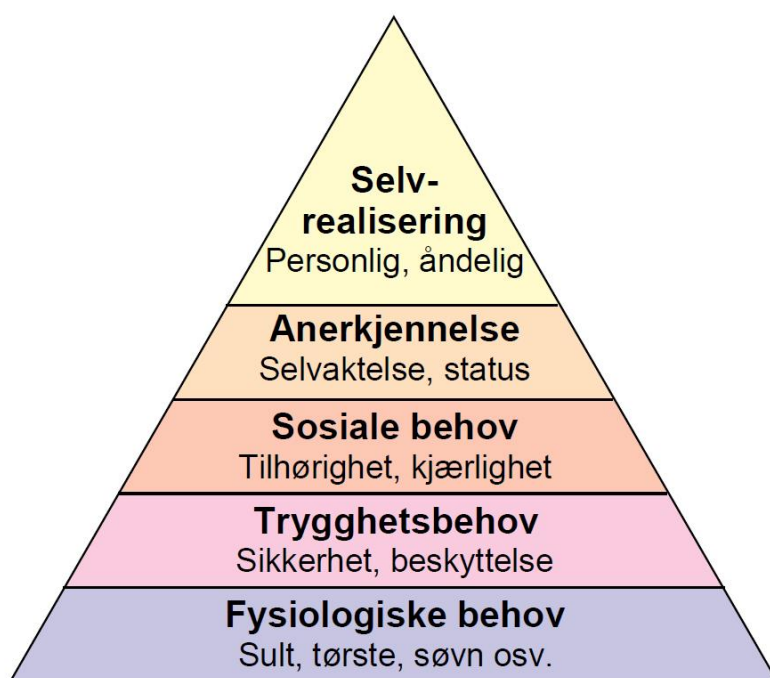 Selv-
realisering
Personlig, åndelig
Anerkjennelse
Selvaktelse, status
Sosiale behov
Tilhørighet, kjærlighet
Trygghetsbehov
Sikkerhet, beskyttelse
Fysiologiske behov
Sult, tørste, søvn osv.